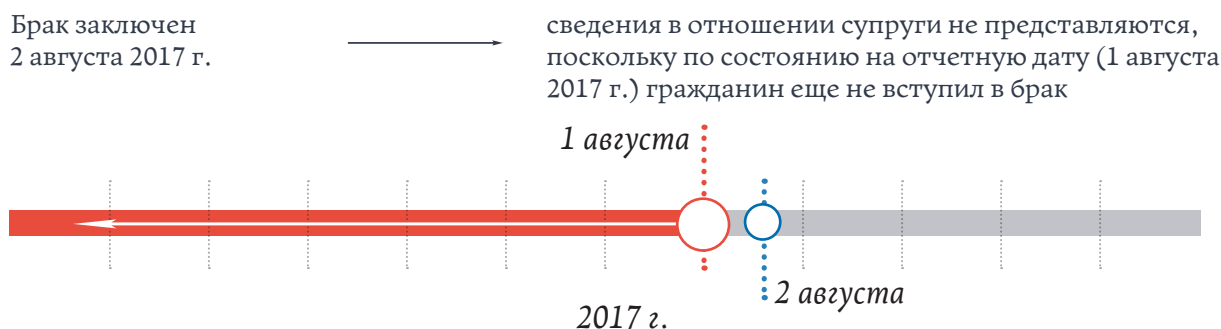 Брак заключен
2 августа 2017 г.
сведения в отношении супруги не представляются,
поскольку по состоянию на отчетную дату (1 августа
2017 г.) гражданин еще не вступил в брак
1 августа
2 августа
2017 г.